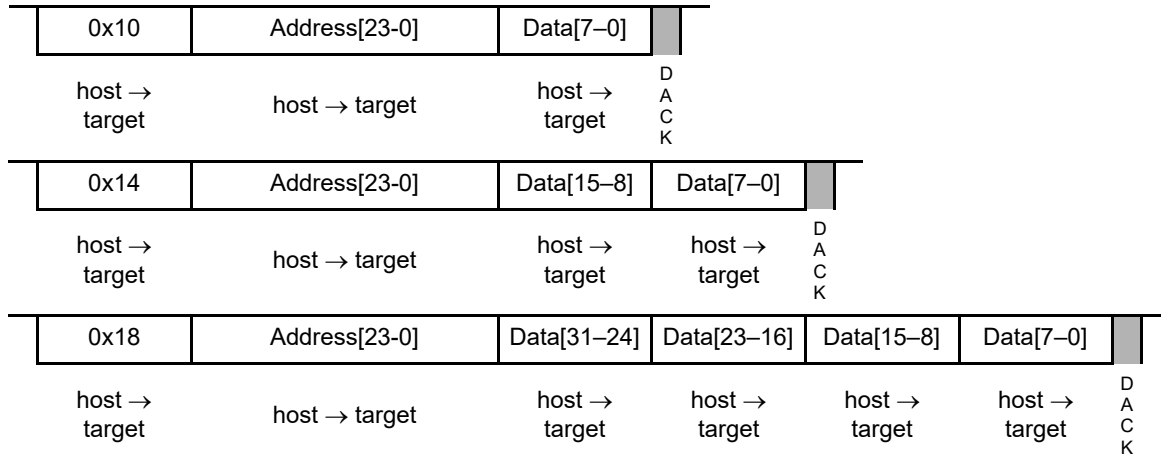 0x10 Address[23-0] Data[7–0]
host → host → target host →
target target
D
A
C
K
0x14 Address[23-0] Data[15–8] Data[7–0]
host → host → target host → host →
target target target
D
A
C
K
0x18 Address[23-0] Data[31–24] Data[23–16] Data[15–8] Data[7–0]
host → host → target host → host → host → host →
target target target target target
D
A
C
K